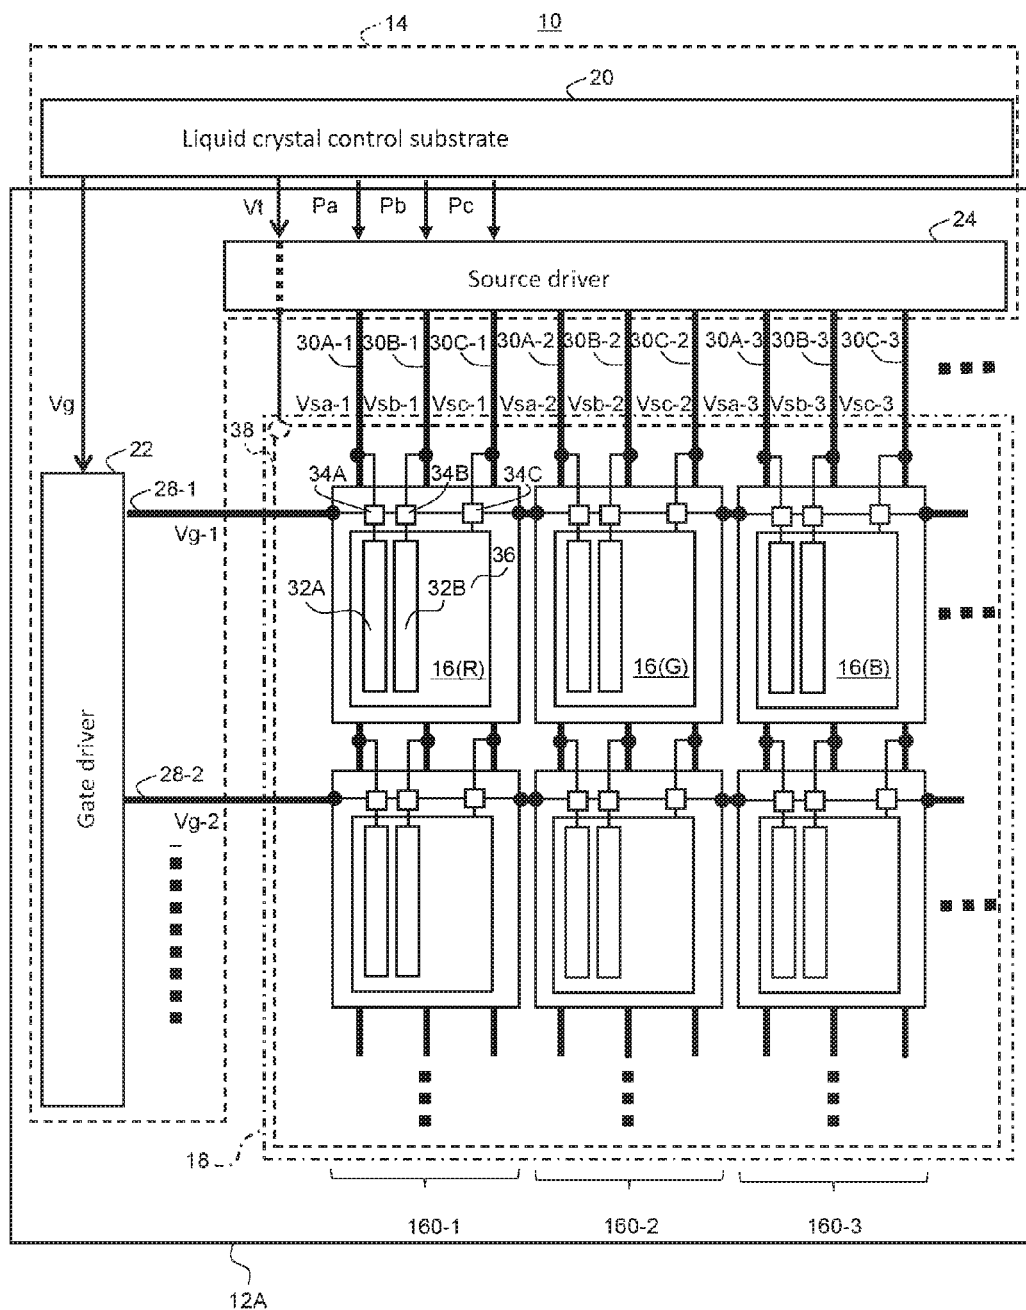 14
10
20
Liquid crystal control substrate
Vt Pa Pb Pc
24
Source driver
30A-1 30B-1 30C-1 30A-2 30B-2 30C-2 30A-3 30B-3 30C-3
Vg
Vsa-1 Vsb-1 Vsc-1 Vsa-2 Vsb-2 Vsc-2 Vsa-3 Vsb-3 Vsc-3
38
22
28-1
34A 34B 34C
Vg-1
36
32A 32B
16(R) 16(G) 16(B)
Gate driver
28-2
Vg-2
18
160-1 160-2 160-3
12A